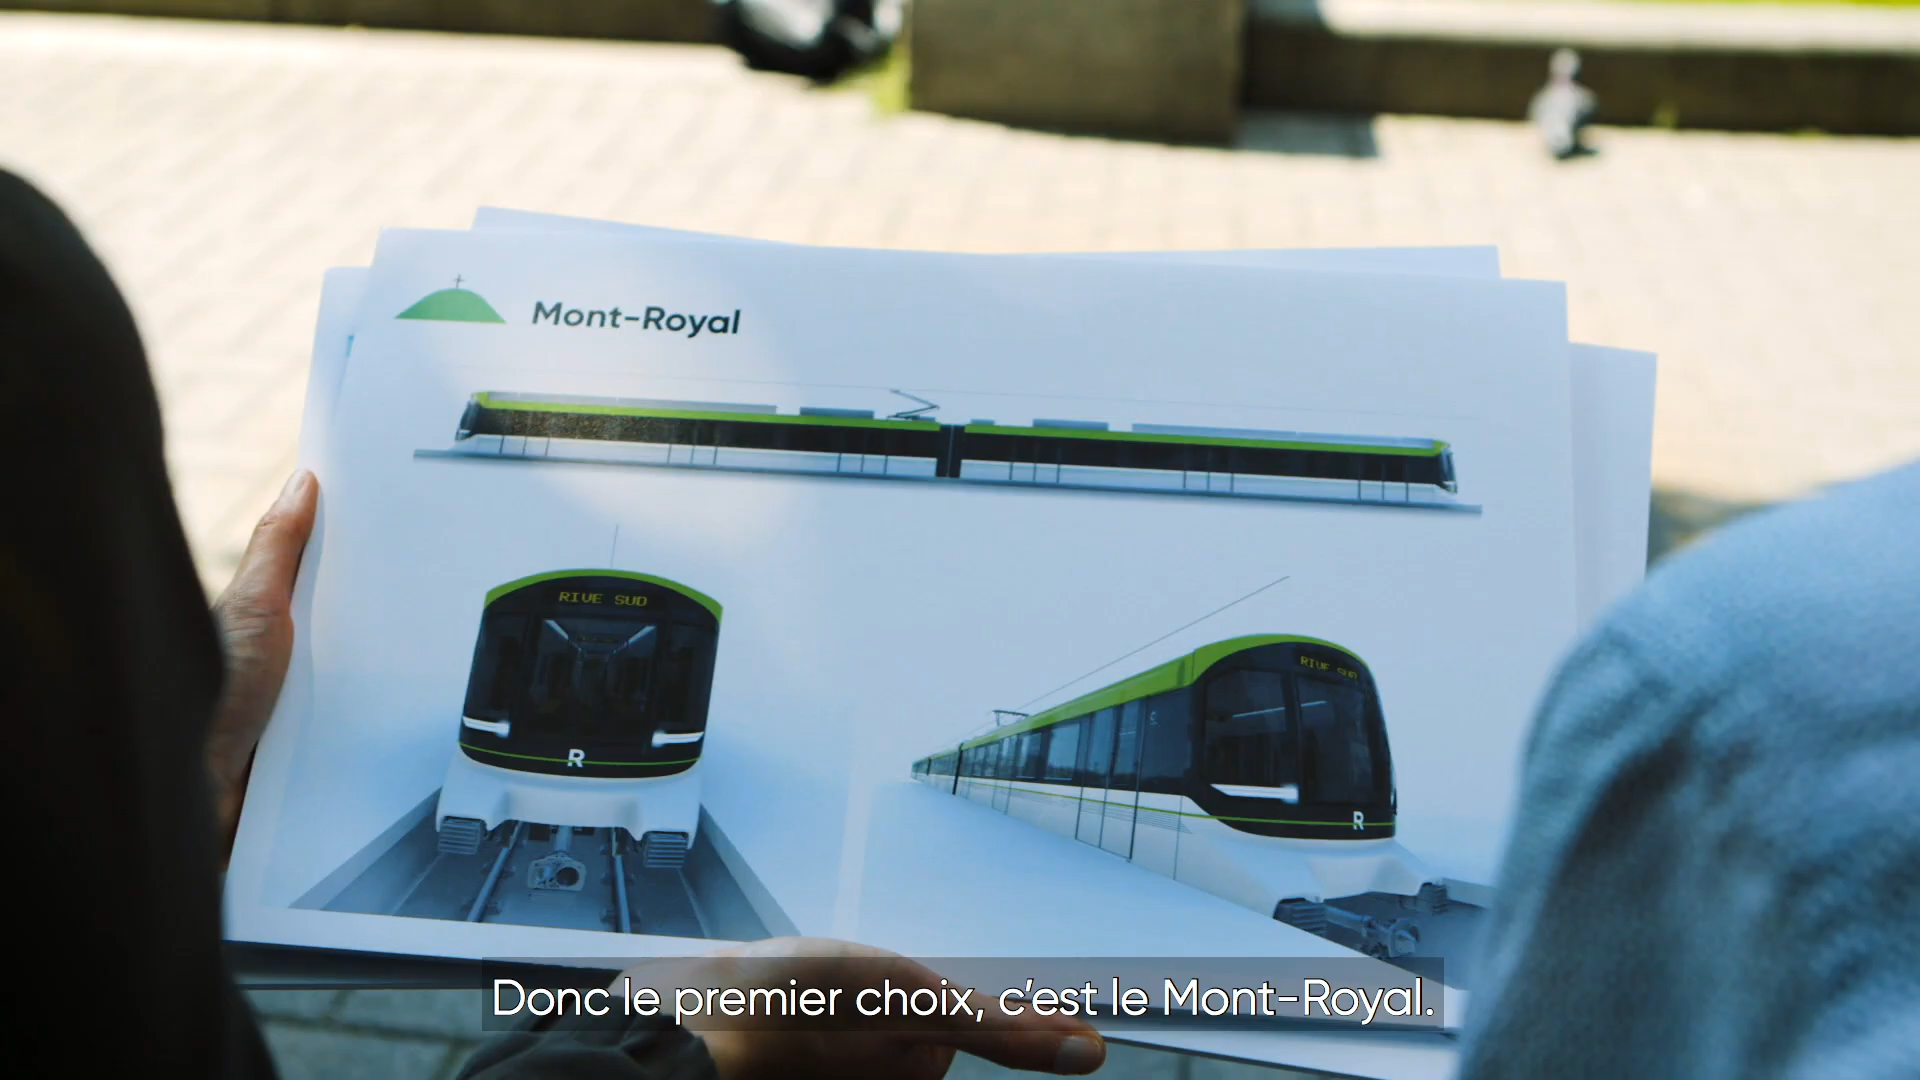 Mont-Royal
RIVE SUD
RIVE SUD
R
R
Donc le premier choix, c'est le Mont-Royal.